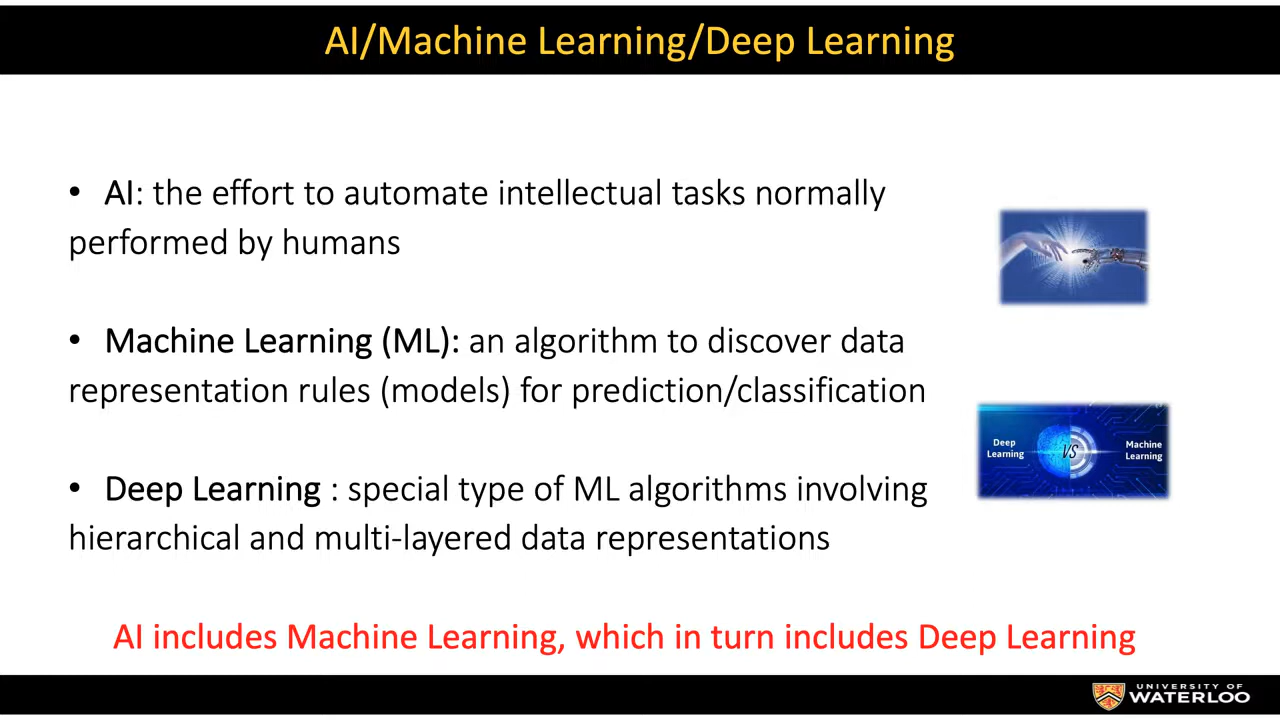 AI/Machine Learning/Deep Learning
• AI: the effort to automate intellectual tasks normally
performed by humans
• Machine Learning (ML): an algorithm to discover data
representation rules (models) for prediction/classification
• Deep Learning : special type of ML algorithms involving
hierarchical and multi-layered data representations
Deep
Learning
VS
Machine
Learning
AI includes Machine Learning, which in turn includes Deep Learning
UNIVERSITY OF
WATERLOO